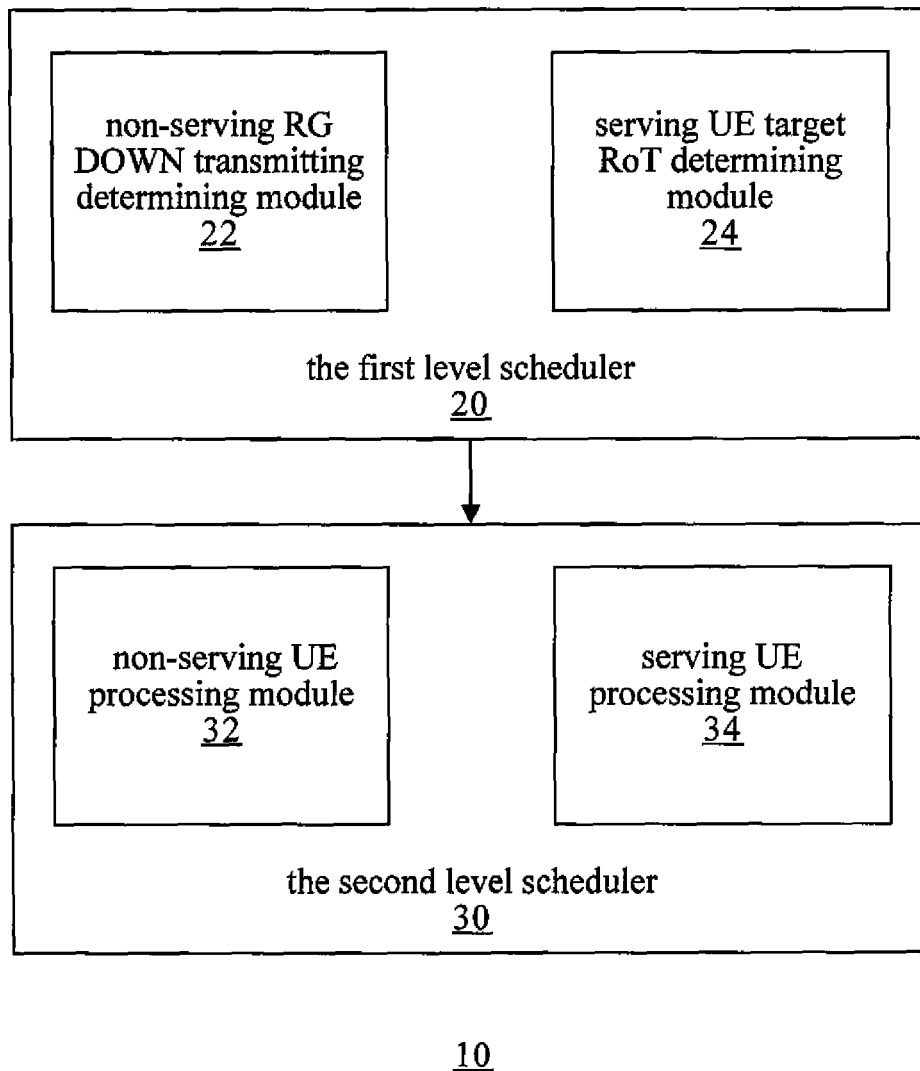 non-serving RG
DOWN transmitting
determining module
22
serving UE target
RoT determining
module
24
the first level scheduler
20
non-serving UE
processing module
32
serving UE
processing module
34
the second level scheduler
30
10